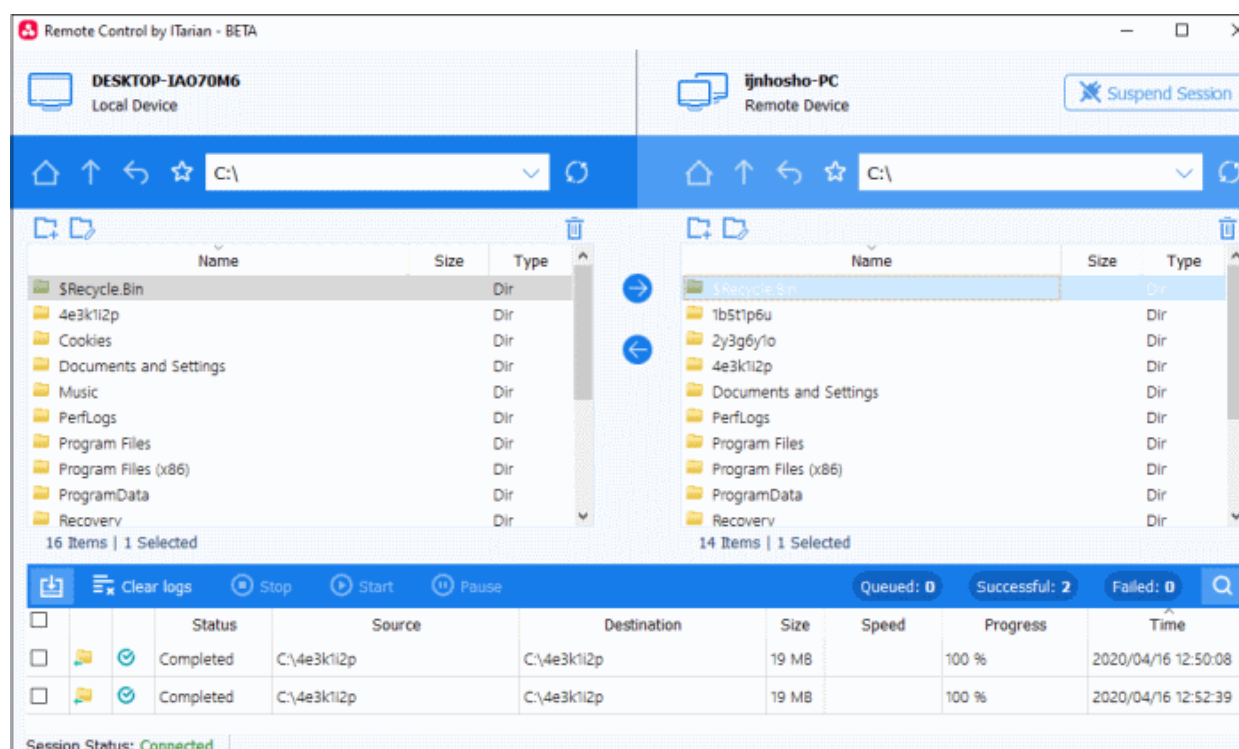 Remote Control by ITarian - BETA
DESKTOP-IAO70M6
Local Device
ijnhosho-PC
Remote Device
Suspend Session
C:\
C:\
Name Size Type
$Recycle.Bin Dir
4e3k1i2p Dir
Cookies Dir
Documents and Settings Dir
Music Dir
PerfLogs Dir
Program Files Dir
Program Files (x86) Dir
ProgramData Dir
Recovery Dir
16 Items | 1 Selected
Name Size Type
$Recycle.Bin Dir
1b5t1p6u Dir
2y3g6y1o Dir
4e3k1i2p Dir
Documents and Settings Dir
PerfLogs Dir
Program Files Dir
Program Files (x86) Dir
ProgramData Dir
Recovery Dir
14 Items | 1 Selected
Clear logs Stop Start Pause Queued: 0 Successful: 2 Failed: 0
Status Source Destination Size Speed Progress Time
Completed C:\4e3k1i2p C:\4e3k1i2p 19 MB 100 % 2020/04/16 12:50:08
Completed C:\4e3k1i2p C:\4e3k1i2p 19 MB 100 % 2020/04/16 12:52:39
Session Status: Connected